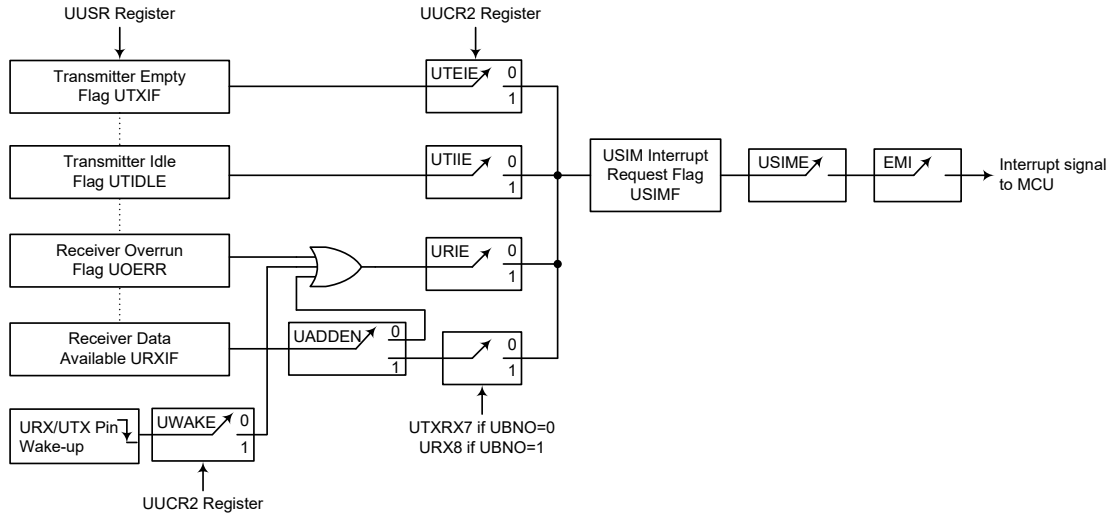 UUSR Register
UUCR2 Register
Transmitter Empty
Flag UTXIF
UTEIE
0
1
Transmitter Idle
Flag UTIDLE
UTIIE
0
1
USIM Interrupt
Request Flag
USIMF
USIME
EMI
Interrupt signal
to MCU
Receiver Overrun
Flag UOERR
URIE
0
1
Receiver Data
Available URXIF
UADDEN
0
1
0
1
URX/UTX Pin
Wake-up
UWAKE
0
1
UTXRX7 if UBNO=0
URX8 if UBNO=1
UUCR2 Register